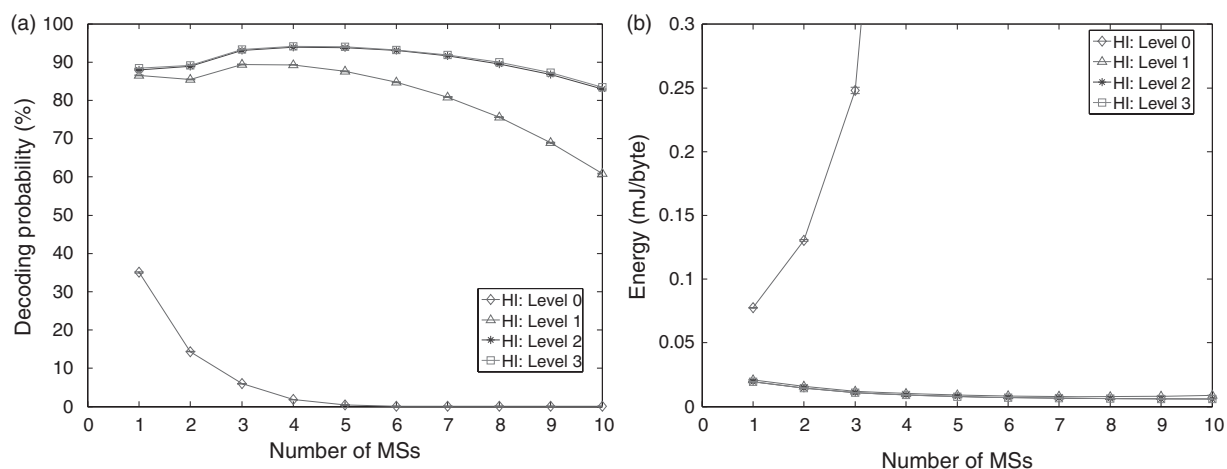 (a)
100
90
80
70
60
50
40
30
20
10
0
Decoding probability (%)
0 1 2 3 4 5 6 7 8 9 10
Number of MSs
HI: Level 0
HI: Level 1
HI: Level 2
HI: Level 3
(b)
0.3
0.25
0.2
0.15
0.1
0.05
0
Energy (mJ/byte)
0 1 2 3 4 5 6 7 8 9 10
Number of MSs
HI: Level 0
HI: Level 1
HI: Level 2
HI: Level 3